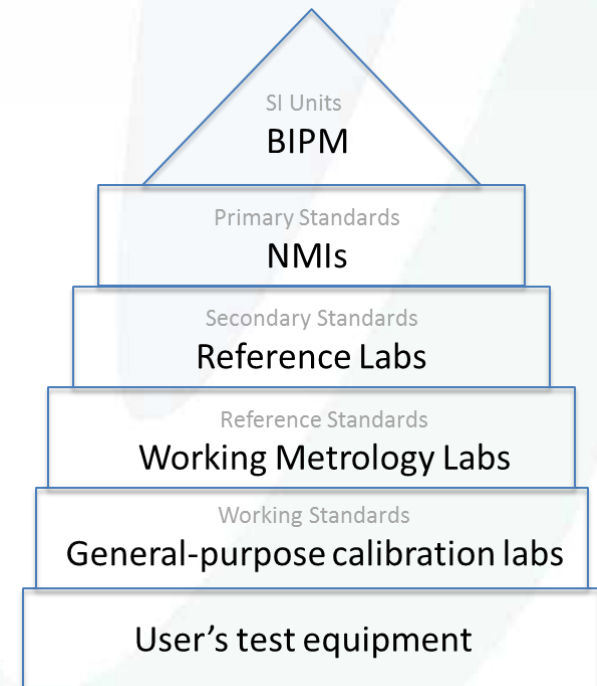 SI Units
BIPM
Primary Standards
NMIs
Secondary Standards
Reference Labs
Reference Standards
Working Metrology Labs
Working Standards
General-purpose calibration labs
User's test equipment